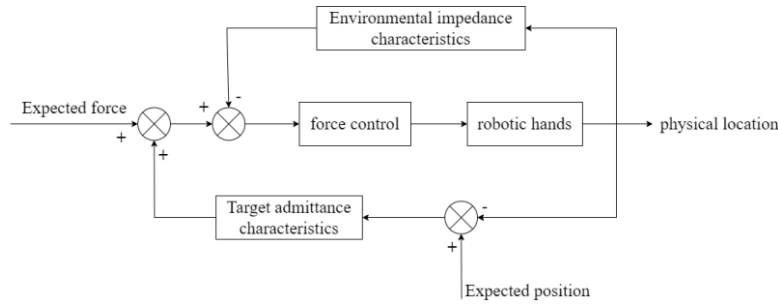 Environmental impedance
characteristics
-
Expected force
+
+
+
force control
robotic hands
physical location
Target admittance
characteristics
-
+
Expected position